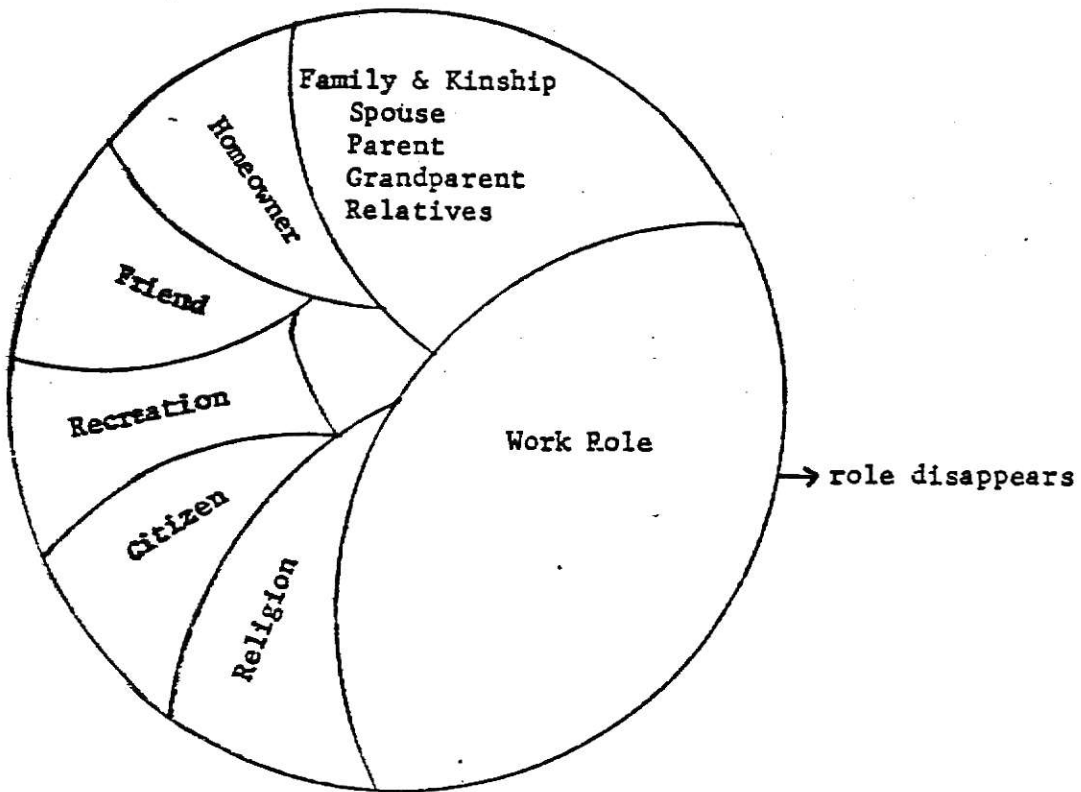 Family & Kinship
Spouse
Parent
Grandparent
Relatives
Homeowner
Friend
Recreation
Citizen
Religion
Work Role
role disappears